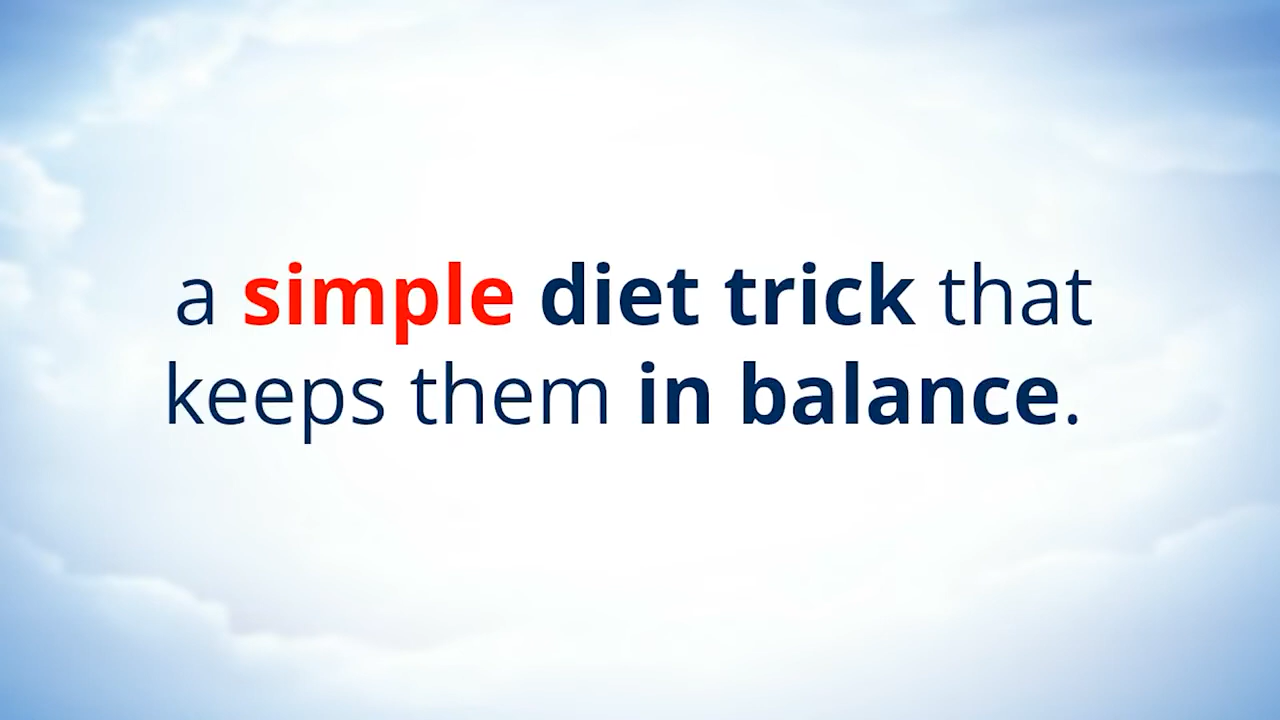 a simple diet trick that
keeps them in balance.